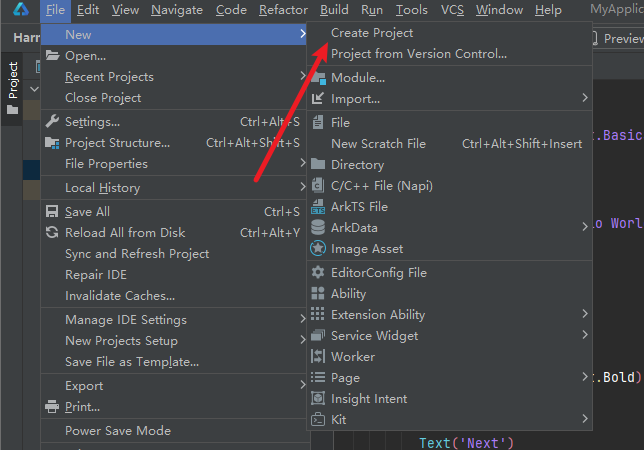 File Edit View Navigate Code Refactor Build Run Tools VCS Window Help MyApplic
Harr
Preview
Project
New
Open...
Recent Projects
Close Project
Settings... Ctrl+Alt+S
Project Structure... Ctrl+Alt+Shift+S
File Properties
Local History
Save All Ctrl+S
Reload All from Disk Ctrl+Alt+Y
Sync and Refresh Project
Repair IDE
Invalidate Caches...
Manage IDE Settings
New Projects Setup
Save File as Template...
Export
Print...
Power Save Mode
Create Project
Project from Version Control...
Module...
Import...
File
New Scratch File Ctrl+Alt+Shift+Insert
Directory
C/C++ File (Napi)
ArkTS File
ArkData
Image Asset
EditorConfig File
Ability
Extension Ability
Service Widget
Worker
Page
Insight Intent
Kit
.Basic
o Worl
.Bold)
Text('Next')